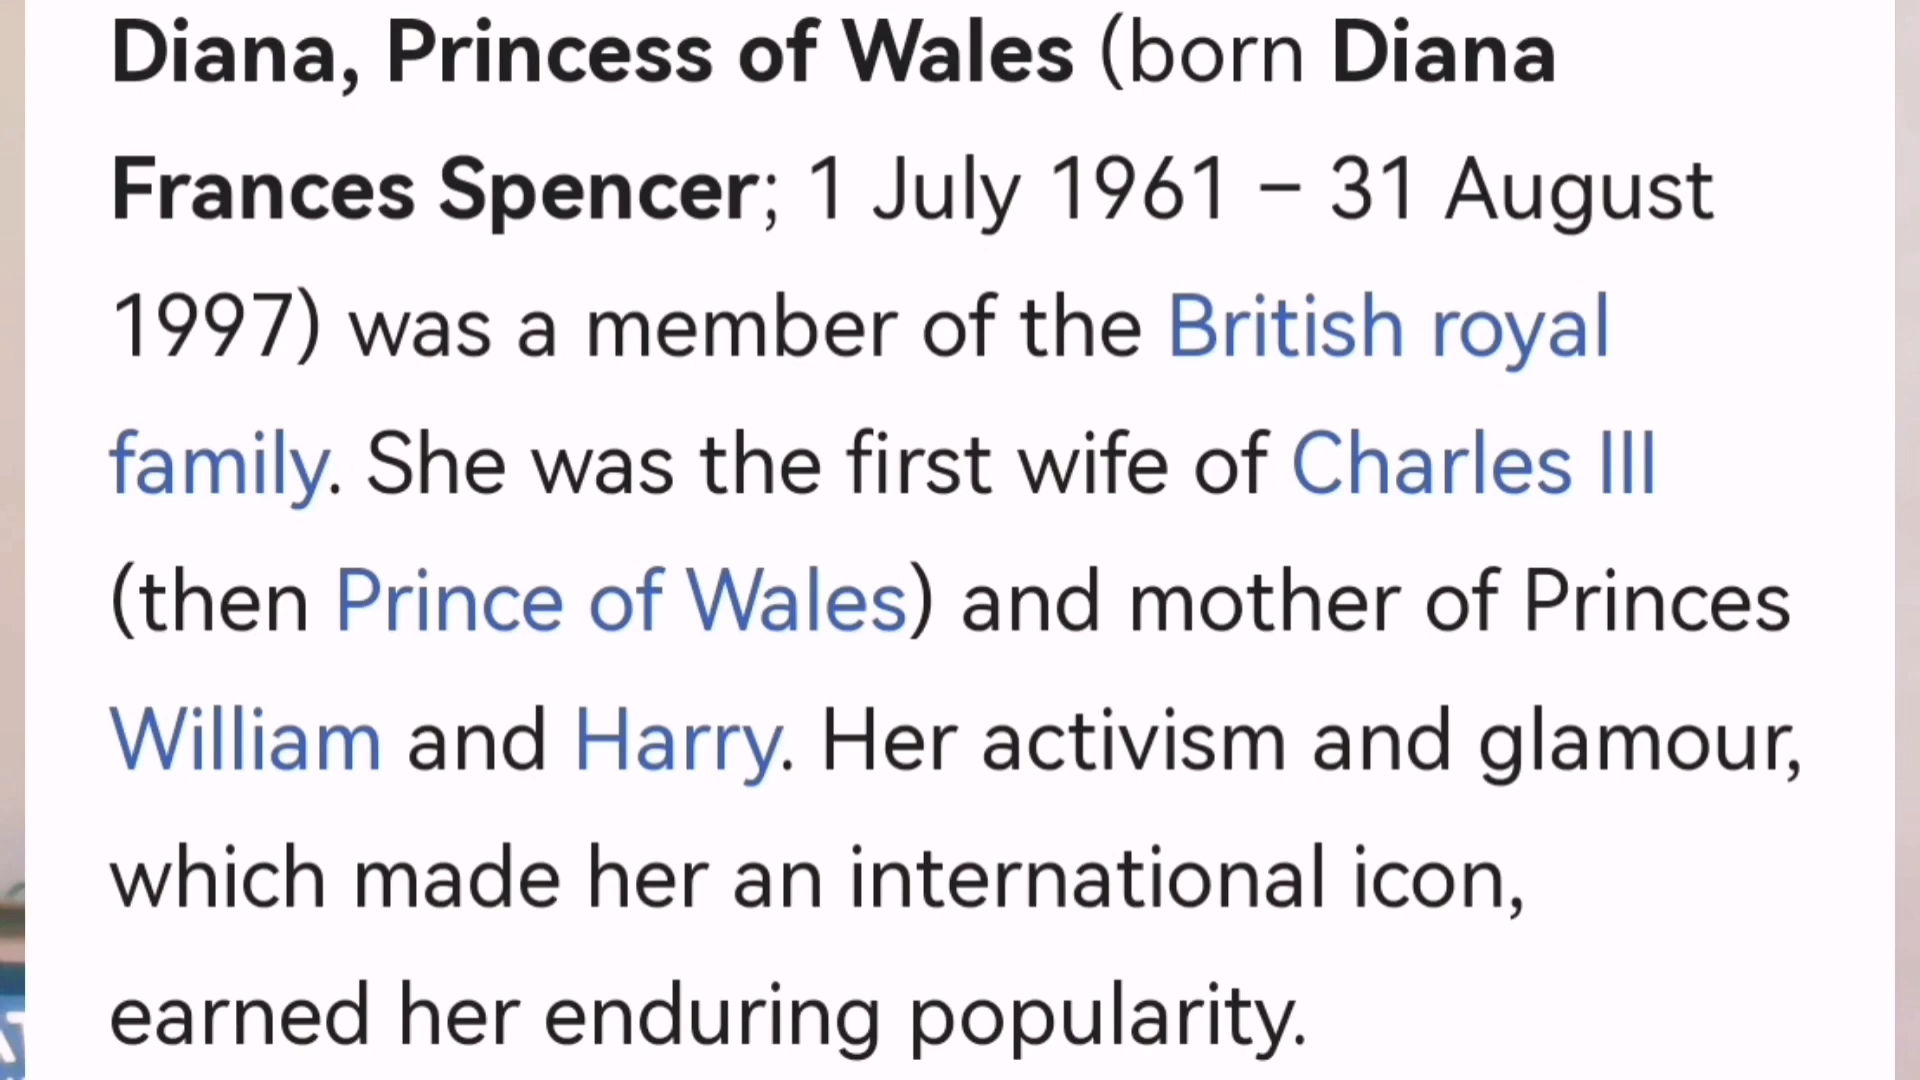 Diana, Princess of Wales (born Diana
Frances Spencer; 1 July 1961 – 31 August
1997) was a member of the British royal
family. She was the first wife of Charles III
(then Prince of Wales) and mother of Princes
William and Harry. Her activism and glamour,
which made her an international icon,
earned her enduring popularity.